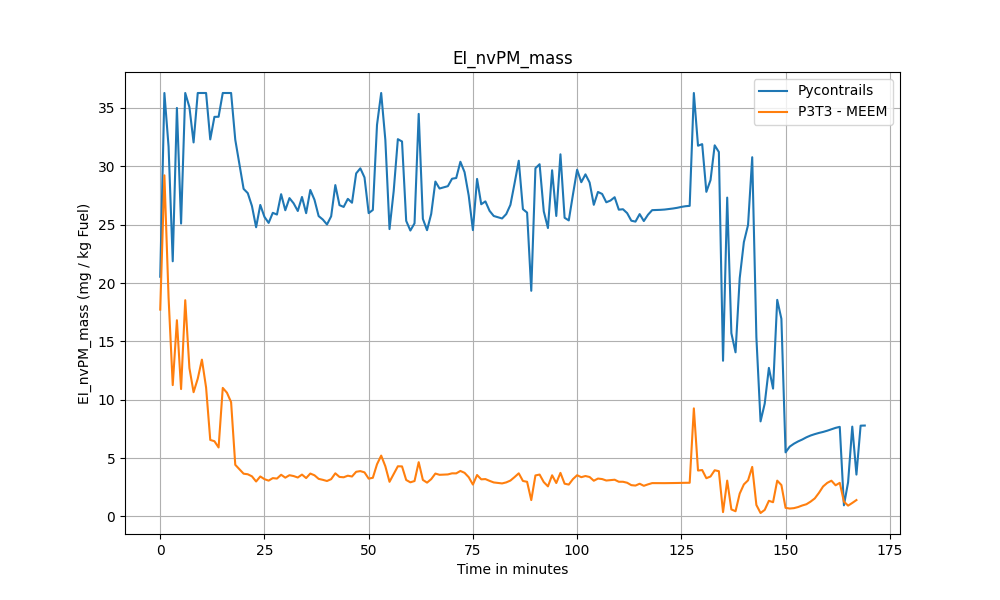 EI_nvPM_mass
Pycontrails
P3T3 - MEEM
EI_nvPM_mass (mg / kg Fuel)
35
30
25
20
15
10
5
0
0 25 50 75 100 125 150 175
Time in minutes